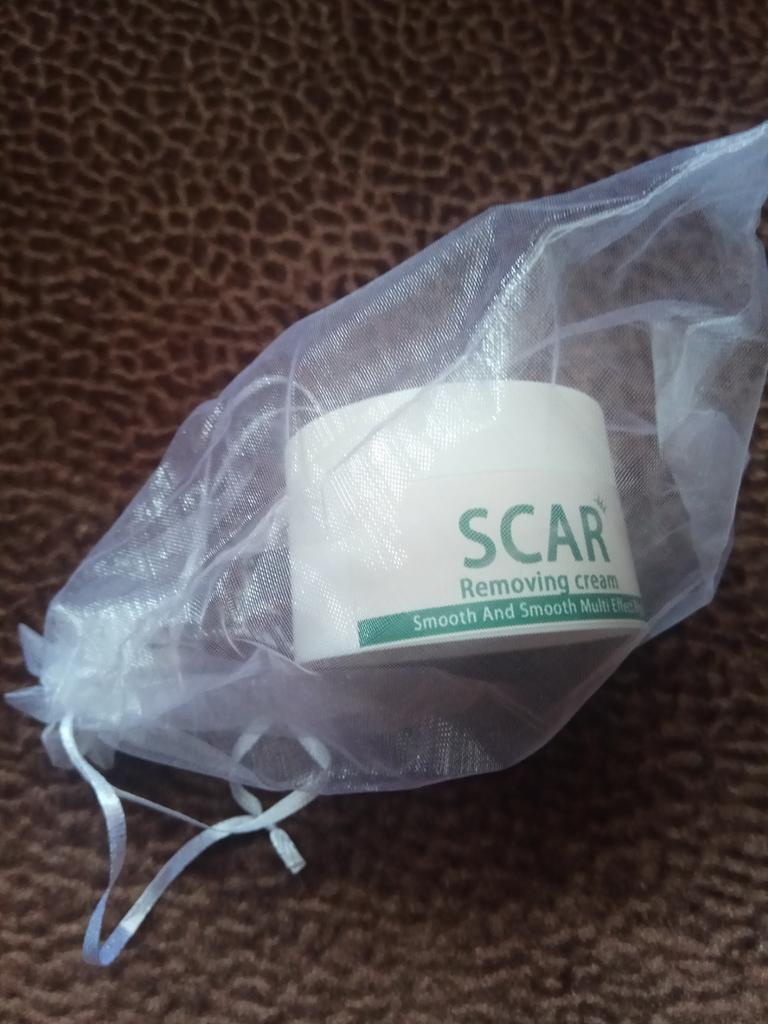 SCAR
Removing cream
Smooth And Smooth Multi Effect